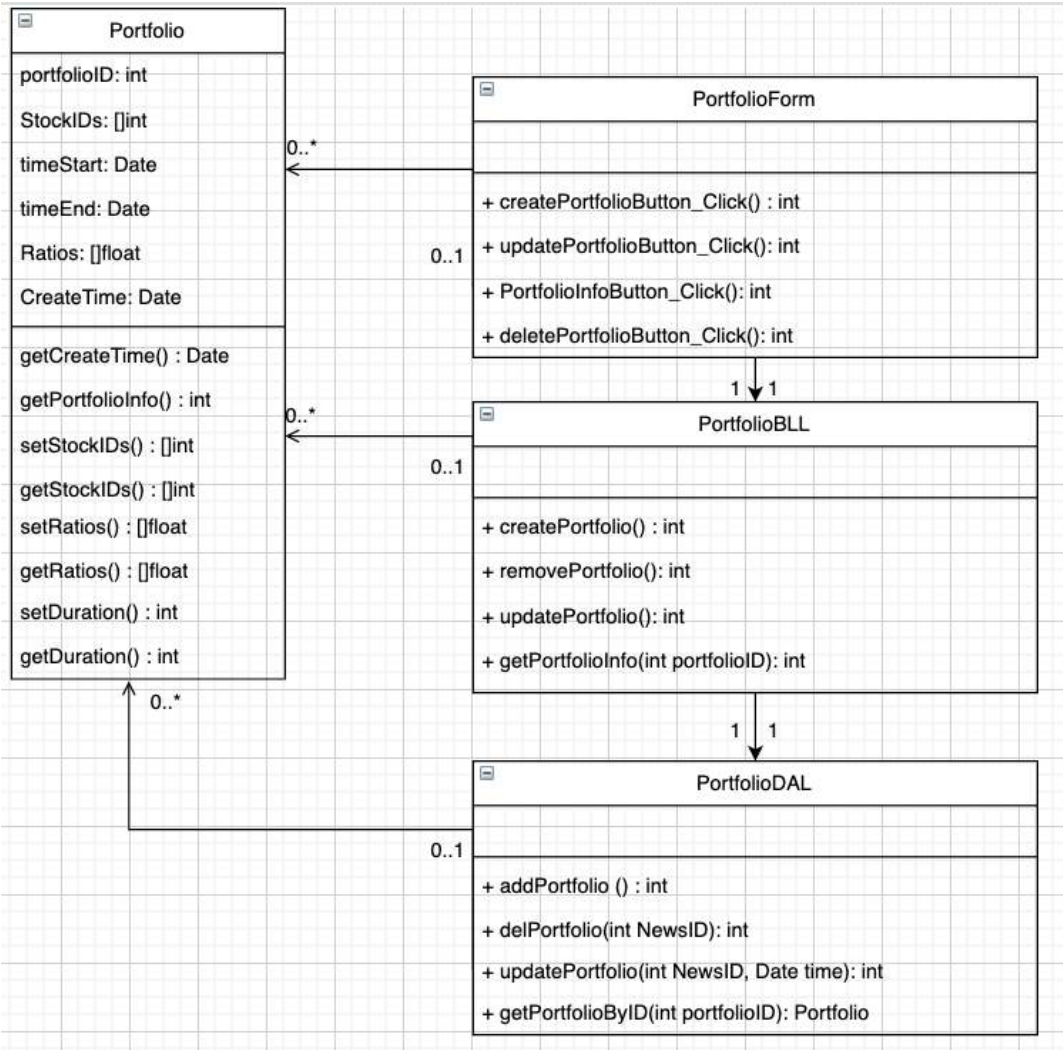 Portfolio
portfolioID: int
StockIDs: []int
timeStart: Date
timeEnd: Date
Ratios: []float
CreateTime: Date
getCreateTime() : Date
getPortfolioInfo() : int
setStockIDs() : []int
getStockIDs() : []int
setRatios() : []float
getRatios() : []float
setDuration() : int
getDuration() : int
0..*
0..1
PortfolioForm
+ createPortfolioButton_Click() : int
+ updatePortfolioButton_Click(): int
+ PortfolioInfoButton_Click(): int
+ deletePortfolioButton_Click(): int
1 1
0..*
0..1
PortfolioBLL
+ createPortfolio() : int
+ removePortfolio(): int
+ updatePortfolio(): int
+ getPortfolioInfo(int portfolioID): int
1 1
0..*
0..1
PortfolioDAL
+ addPortfolio () : int
+ delPortfolio(int NewsID): int
+ updatePortfolio(int NewsID, Date time): int
+ getPortfolioByID(int portfolioID): Portfolio